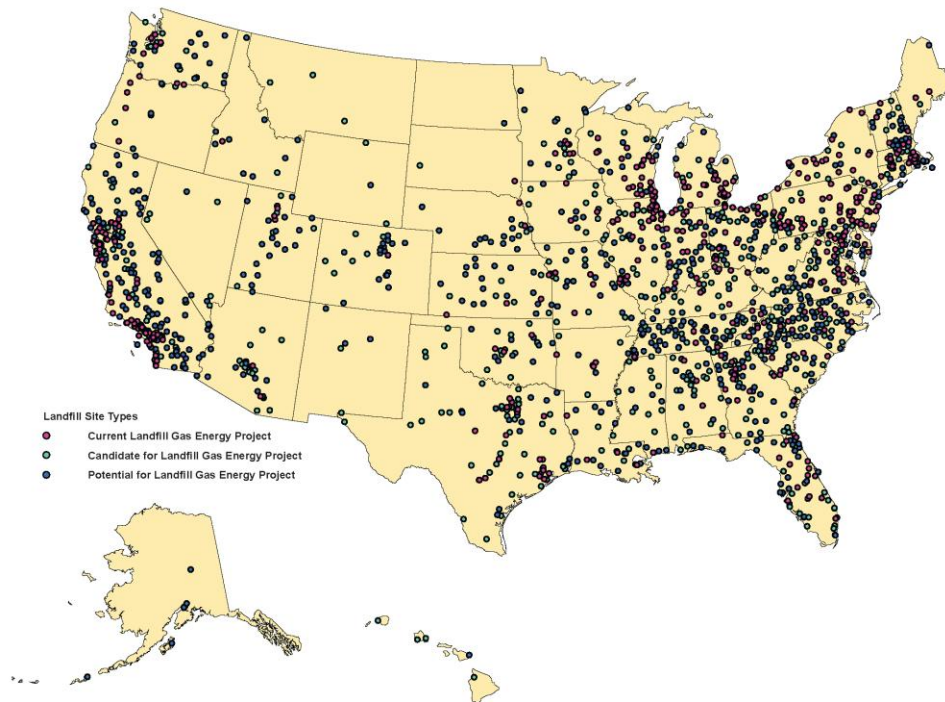 Landfill Site Types
Current Landfill Gas Energy Project
Candidate for Landfill Gas Energy Project
Potential for Landfill Gas Energy Project